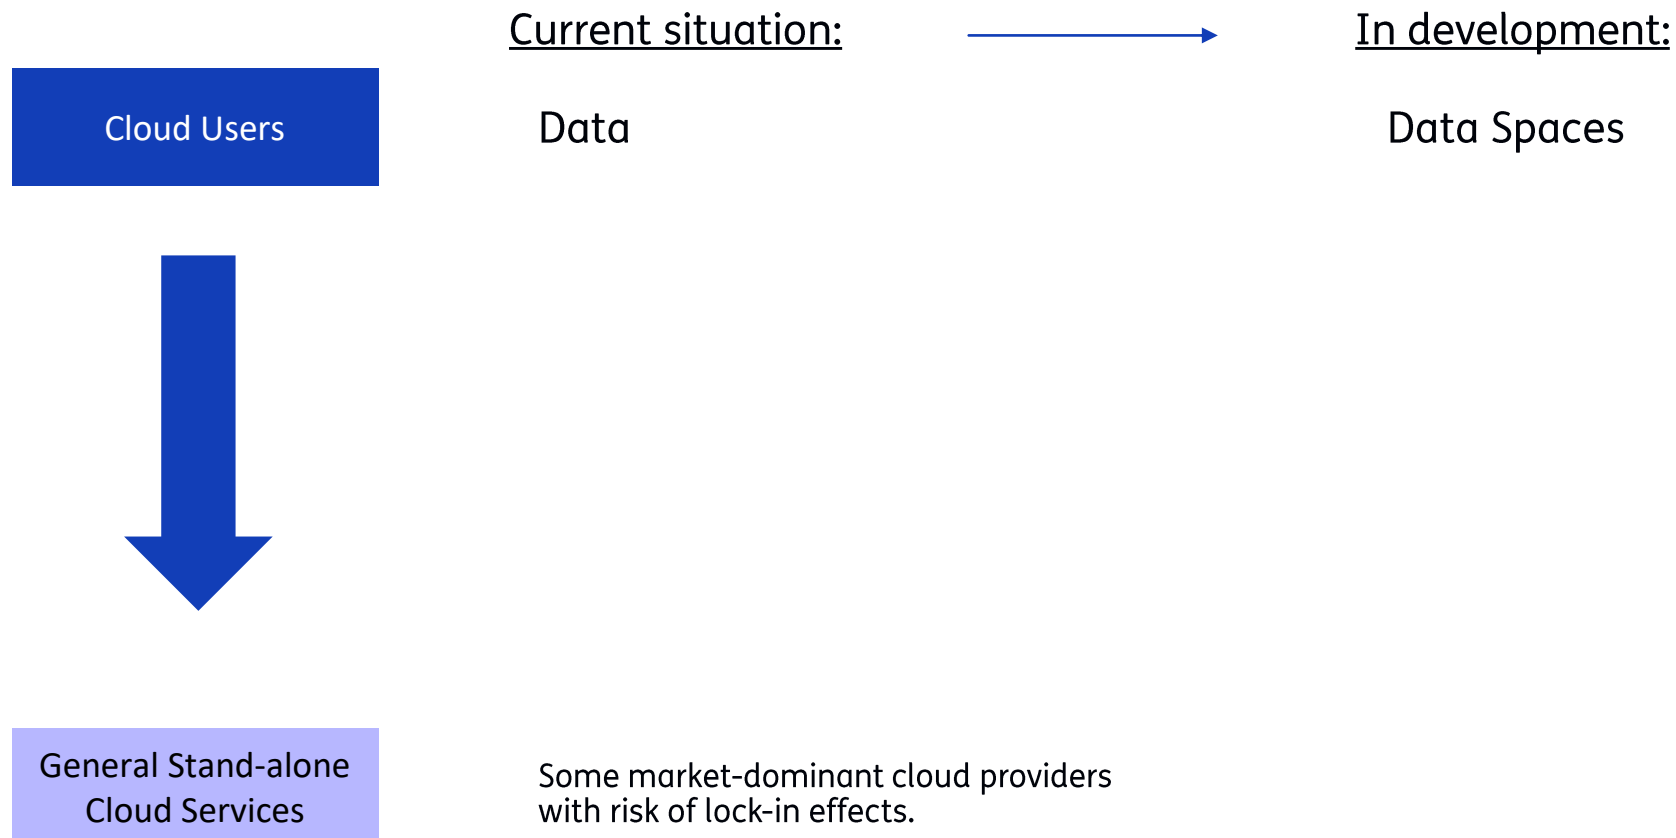 Current situation:
In development:
Cloud Users
Data
Data Spaces
General Stand-alone
Cloud Services
Some market-dominant cloud providers
with risk of lock-in effects.